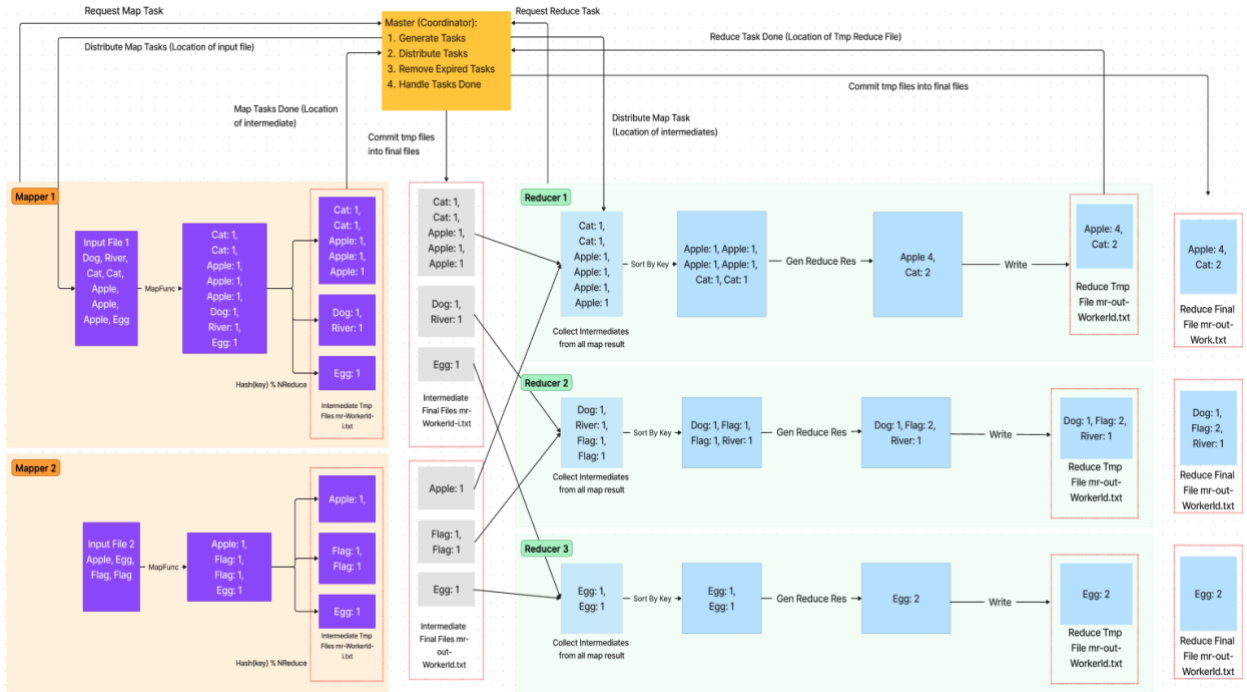 Request Map Task
Distribute Map Tasks (Location of input file)
Map Tasks Done (Location
of intermediate)
Master (Coordinator):
1. Generate Tasks
2. Distribute Tasks
3. Remove Expired Tasks
4. Handle Tasks Done
Commit tmp files
into final files
Request Reduce Task
Reduce Task Done (Location of Tmp Reduce File)
Commit tmp files into final files
Distribute Map Task
(Location of intermediates)
Mapper 1
Input File 1
Dog, River,
Cat, Cat,
Apple,
Apple,
Apple, Egg
MapFunc
Cat: 1,
Cat: 1,
Apple: 1,
Apple: 1,
Apple: 1,
Dog: 1,
River: 1,
Egg: 1
Hash(key) % NReduce
Cat: 1,
Cat: 1,
Apple: 1,
Apple: 1,
Apple: 1
Dog: 1,
River: 1
Egg: 1
Intermediate Tmp
Files mr-WorkerId-
i.txt
Cat: 1,
Cat: 1,
Apple: 1,
Apple: 1,
Apple: 1
Dog: 1,
River: 1
Egg: 1
Intermediate
Final Files mr-
WorkerId-i.txt
Reducer 1
Cat: 1,
Cat: 1,
Apple: 1,
Apple: 1,
Apple: 1,
Apple: 1
Collect Intermediates
from all map result
Sort By Key
Apple: 1, Apple: 1,
Apple: 1, Apple: 1,
Cat: 1, Cat: 1
Gen Reduce Res
Apple 4,
Cat: 2
Write
Apple: 4,
Cat: 2
Reduce Tmp
File mr-out-
WorkerId.txt
Apple: 4,
Cat: 2
Reduce Final
File mr-out-
Work.txt
Reducer 2
Dog: 1,
River: 1,
Flag: 1,
Flag: 1
Collect Intermediates
from all map result
Sort By Key
Dog: 1, Flag: 1,
Flag: 1, River: 1
Gen Reduce Res
Dog: 1, Flag: 2,
River: 1
Write
Dog: 1, Flag: 2,
River: 1
Reduce Tmp
File mr-out-
WorkerId.txt
Dog: 1,
Flag: 2,
River: 1
Reduce Final
File mr-out-
WorkerId.txt
Mapper 2
Input File 2
Apple, Egg,
Flag, Flag
MapFunc
Apple: 1,
Flag: 1,
Flag: 1,
Egg: 1
Hash(key) % NReduce
Apple: 1,
Flag: 1,
Flag: 1
Egg: 1
Intermediate Tmp
Files mr-WorkerId-
i.txt
Apple: 1
Flag: 1,
Flag: 1
Egg: 1
Intermediate
Final Files mr-
out-
WorkerId.txt
Reducer 3
Egg: 1,
Egg: 1
Collect Intermediates
from all map result
Sort By Key
Egg: 1,
Egg: 1
Gen Reduce Res
Egg: 2
Write
Egg: 2
Reduce Tmp
File mr-out-
WorkerId.txt
Egg: 2
Reduce Final
File mr-out-
WorkerId.txt